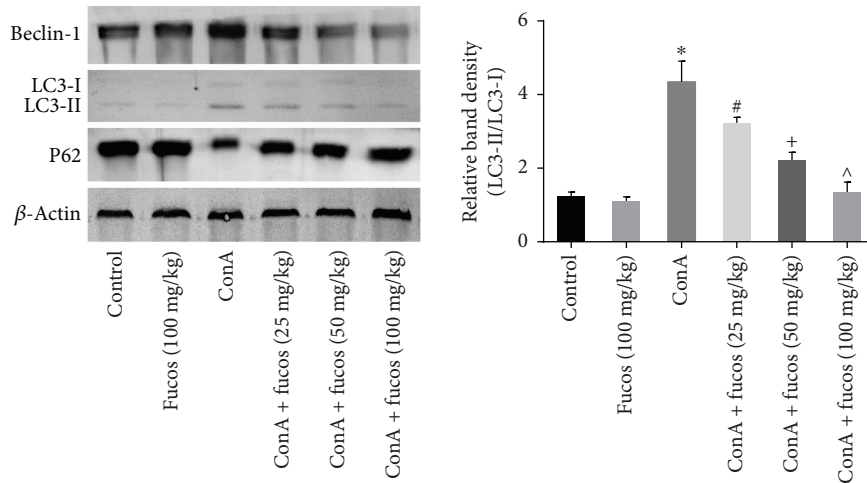 Beclin-1
LC3-I
LC3-II
P62
β-Actin
Control
Fucos (100 mg/kg)
ConA
ConA + fucos (25 mg/kg)
ConA + fucos (50 mg/kg)
ConA + fucos (100 mg/kg)
Relative band density
(LC3-II/LC3-I)
6
4
2
0
*
#
+
^
Control
Fucos (100 mg/kg)
ConA
ConA + fucos (25 mg/kg)
ConA + fucos (50 mg/kg)
ConA + fucos (100 mg/kg)